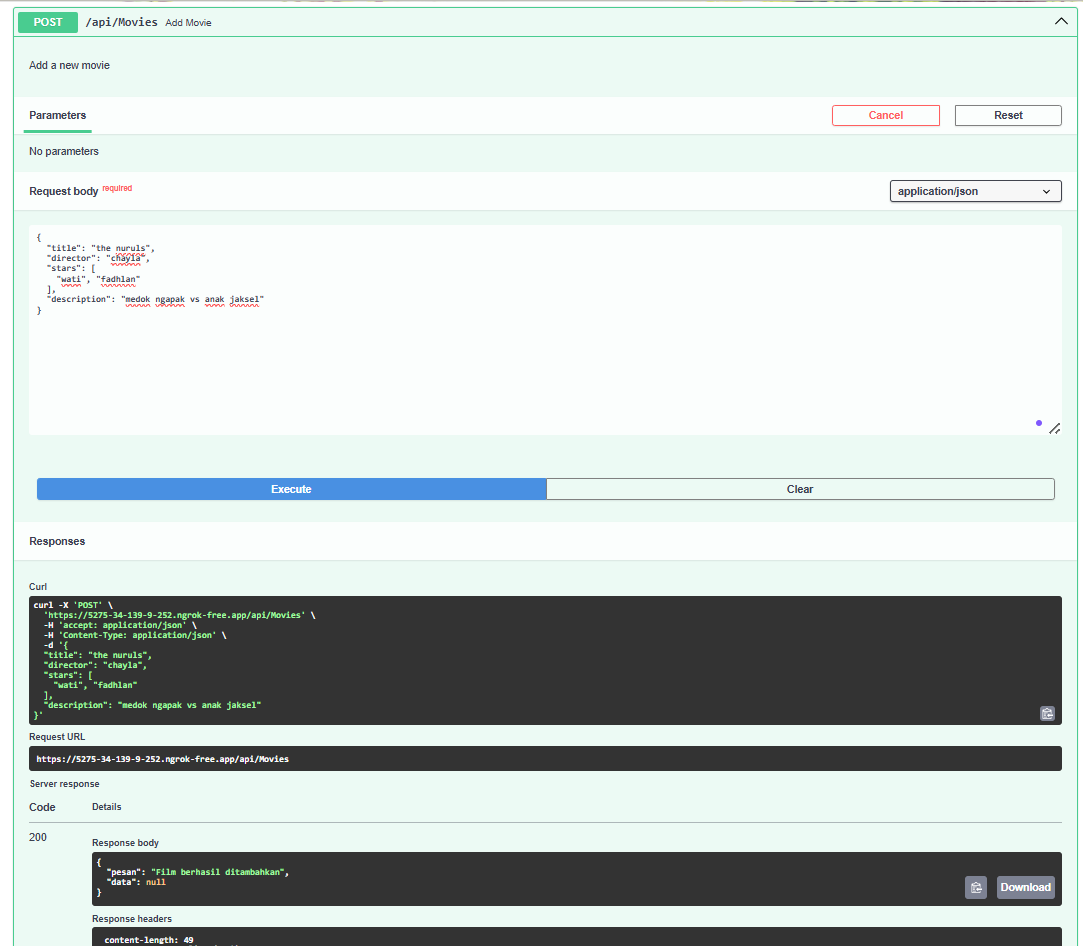 POST /api/Movies Add Movie
Add a new movie
Parameters Cancel Reset
No parameters
Request body required application/json
{
  "title": "the nuruls",
  "director": "chayla",
  "stars": [
    "wati", "fadhlan"
  ],
  "description": "medok ngapak vs anak jaksel"
}
Execute Clear
Responses
Curl
curl -X 'POST' \
  'https://5275-34-139-9-252.ngrok-free.app/api/Movies' \
  -H 'accept: application/json' \
  -H 'Content-Type: application/json' \
  -d '{
  "title": "the nuruls",
  "director": "chayla",
  "stars": [
    "wati", "fadhlan"
  ],
  "description": "medok ngapak vs anak jaksel"
}'
Request URL
https://5275-34-139-9-252.ngrok-free.app/api/Movies
Server response
Code Details
200
Response body
{
  "pesan": "Film berhasil ditambahkan",
  "data": null
}
Download
Response headers
content-length: 49